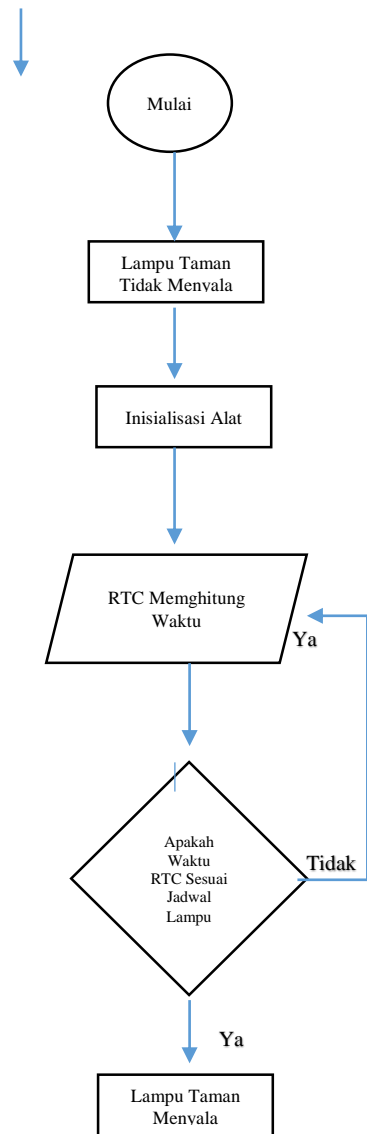 Mulai
Lampu Taman
Tidak Menyala
Inisialisasi Alat
RTC Memghitung
Waktu
Ya
Apakah
Waktu
RTC Sesuai
Jadwal
Lampu
Tidak
Ya
Lampu Taman
Menyala